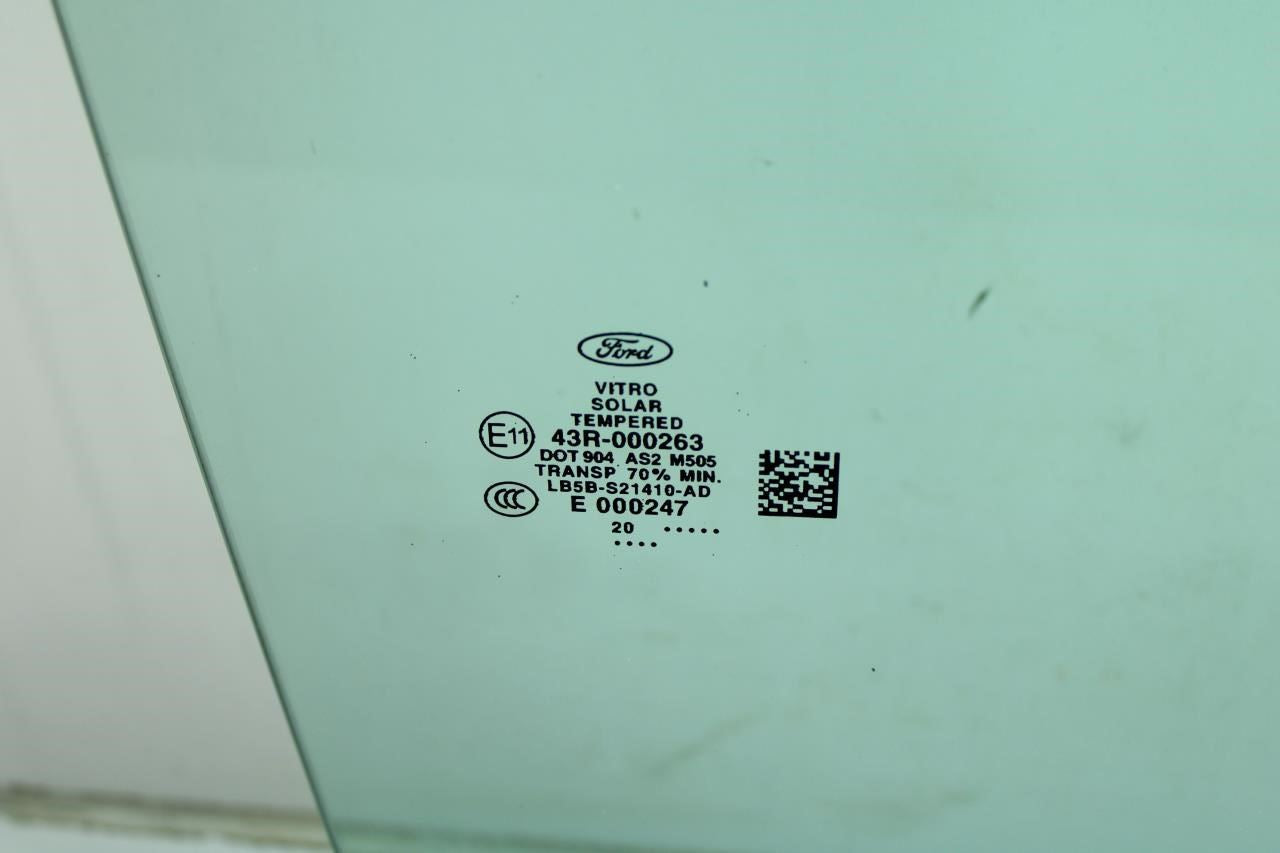 Ford
VITRO
SOLAR
TEMPERED
E11
43R-000263
DOT 904 AS2 M505
TRANSP 70% MIN.
LB5B-S21410-AD
CCC
E 000247
20 •••••
••••